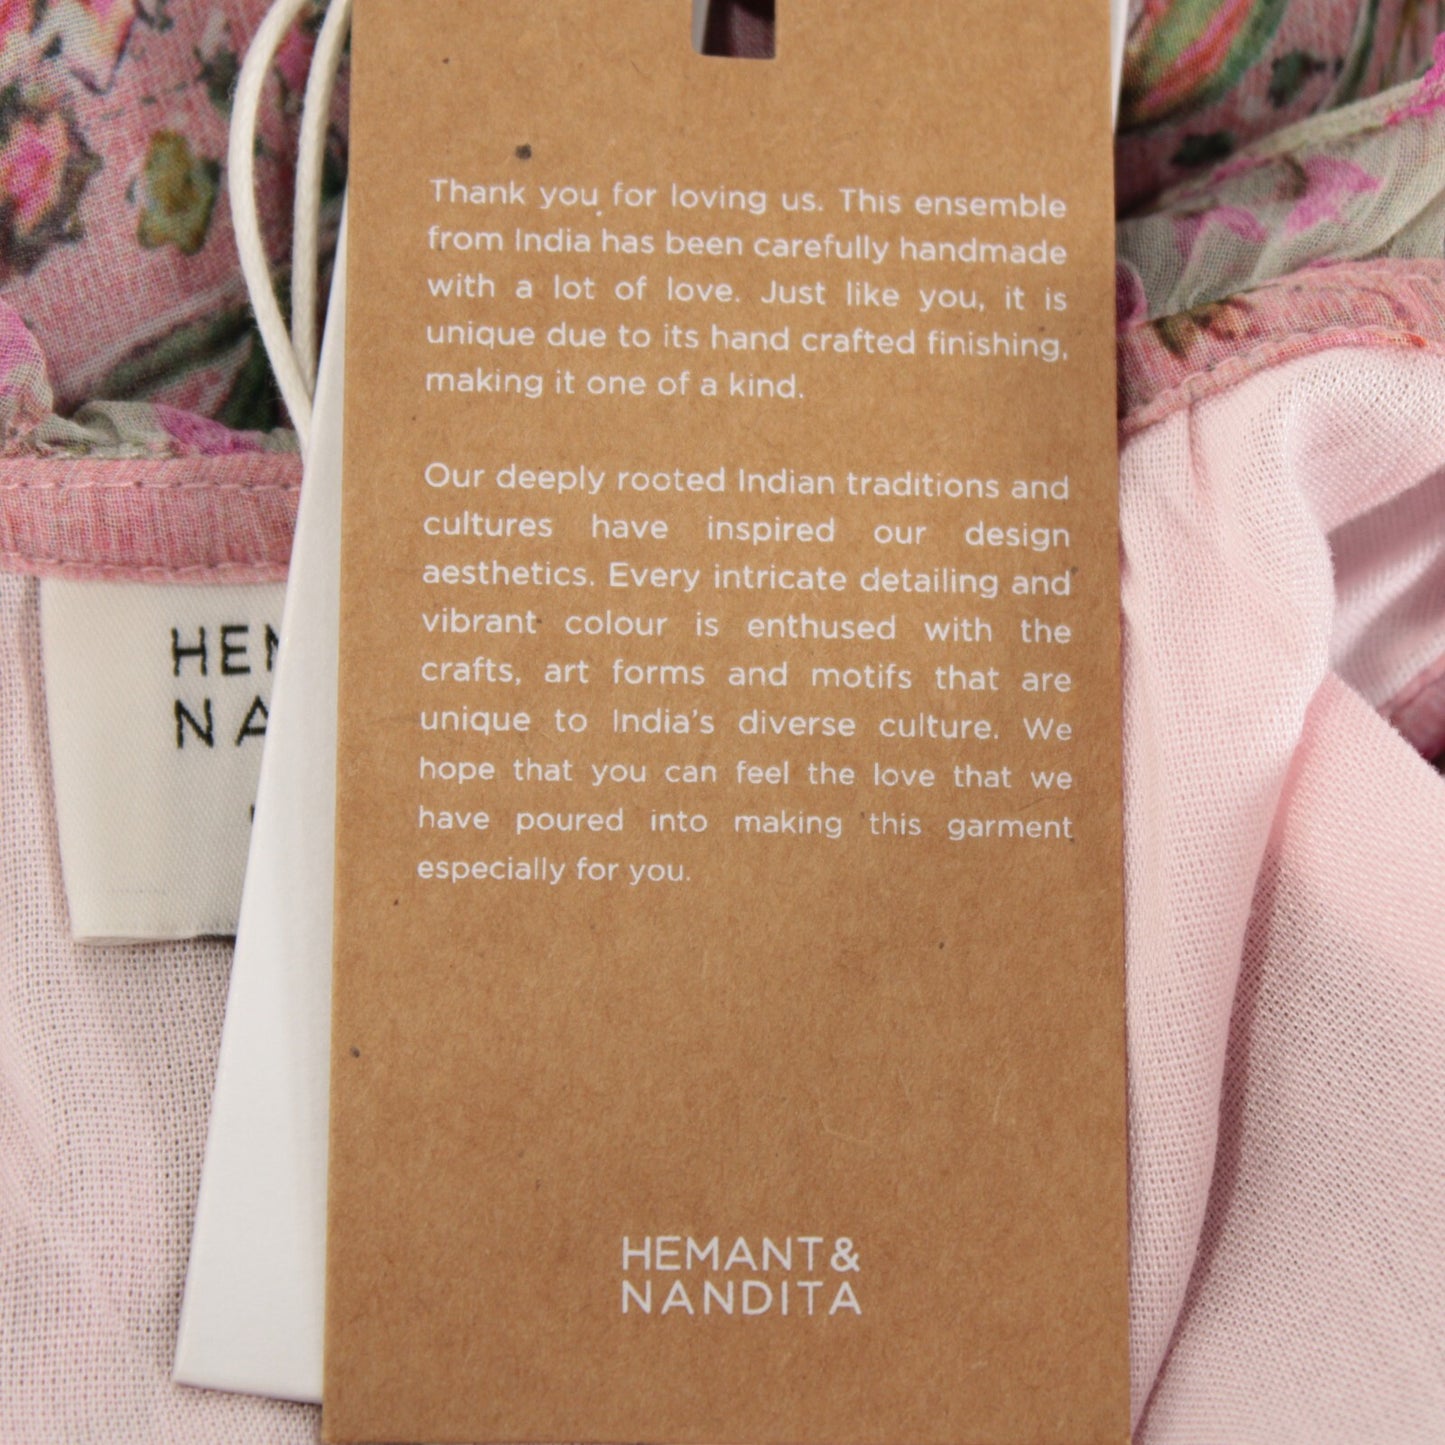 Thank you for loving us. This ensemble
from India has been carefully handmade
with a lot of love. Just like you, it is
unique due to its hand crafted finishing,
making it one of a kind.
Our deeply rooted Indian traditions and
cultures have inspired our design
aesthetics. Every intricate detailing and
vibrant colour is enthused with the
crafts, art forms and motifs that are
unique to India's diverse culture. We
hope that you can feel the love that we
have poured into making this garment
especially for you.
HEMANT&
NANDITA